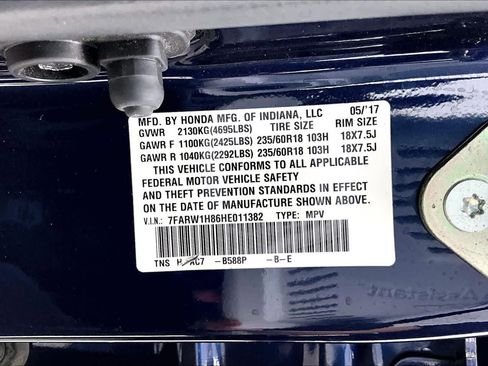 MFD. BY HONDA MFG. OF INDIANA, LLC 05/'17
GVWR 2130KG(4695LBS) TIRE SIZE RIM SIZE
GAWR F 1100KG(2425LBS) 235/60R18 103H 18X7.5J
GAWR R 1040KG(2292LBS) 235/60R18 103H 18X7.5J
THIS VEHICLE CONFORMS TO ALL APPLICABLE
FEDERAL MOTOR VEHICLE SAFETY
AND THEFT PREVENTION STANDARDS IN EFFECT ON
THE DATE OF MANUFACTURE SHOWN ABOVE.
V.I.N.: 7FARW1H86HE011382 TYPE: MPV
TNS AC7 -B588P -B-E
Assistant